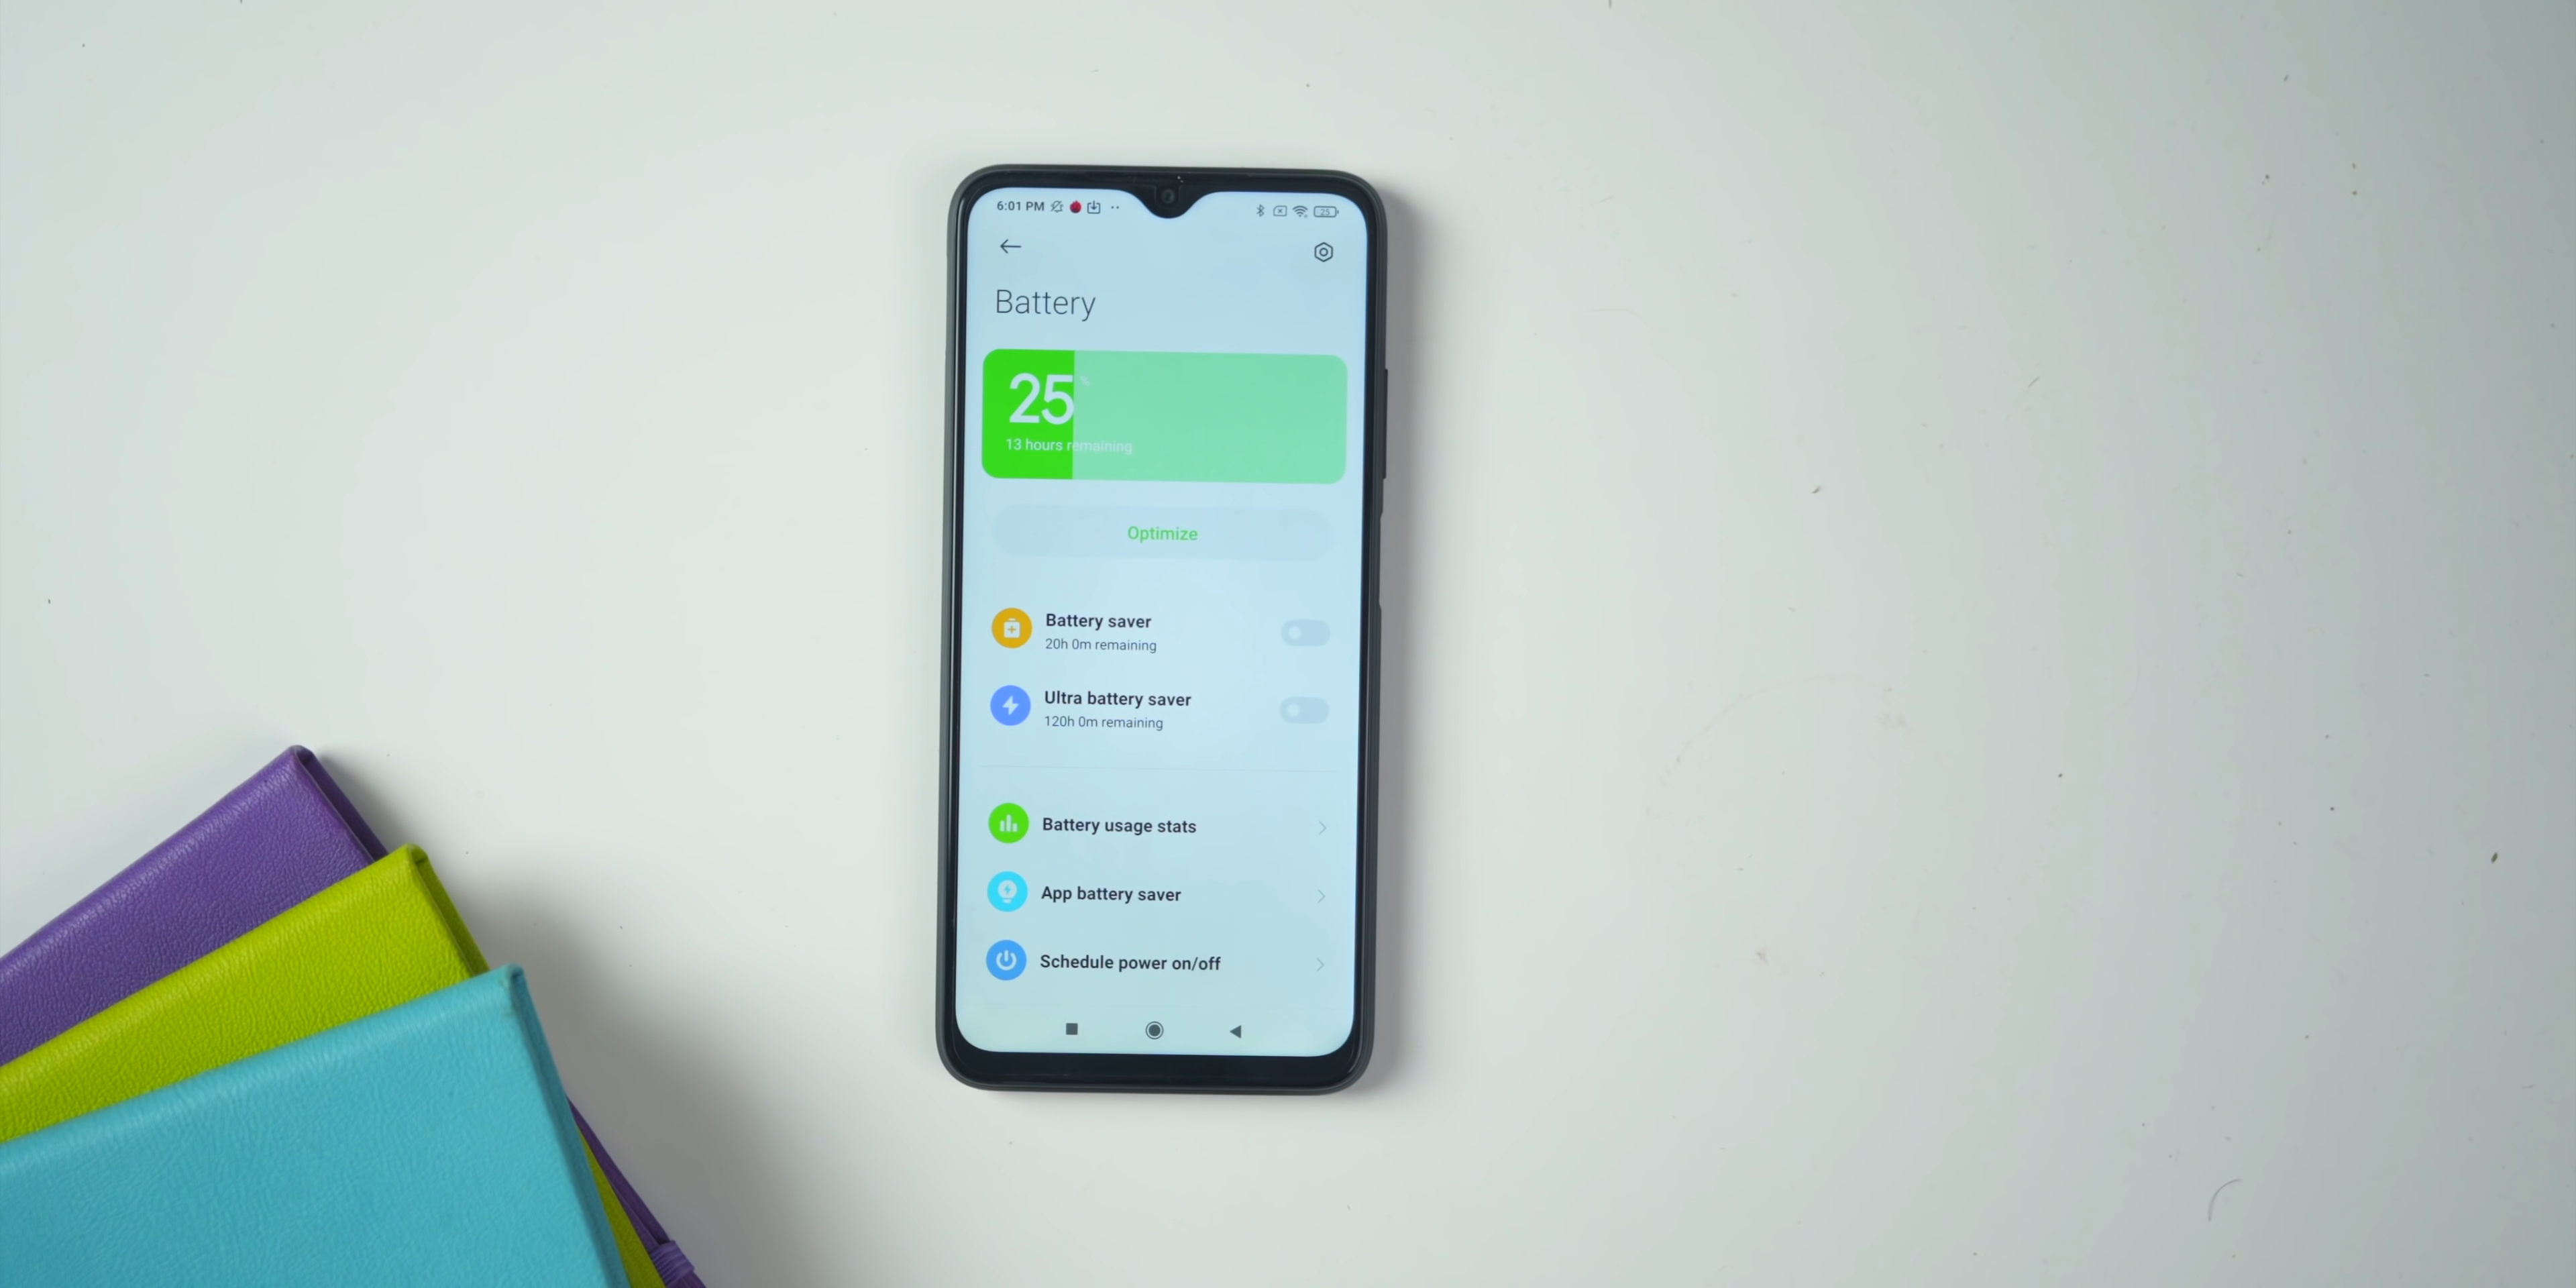 6:01 PM
25
Battery
25%
13 hours remaining
Optimize
Battery saver
20h 0m remaining
Ultra battery saver
120h 0m remaining
Battery usage stats
App battery saver
Schedule power on/off